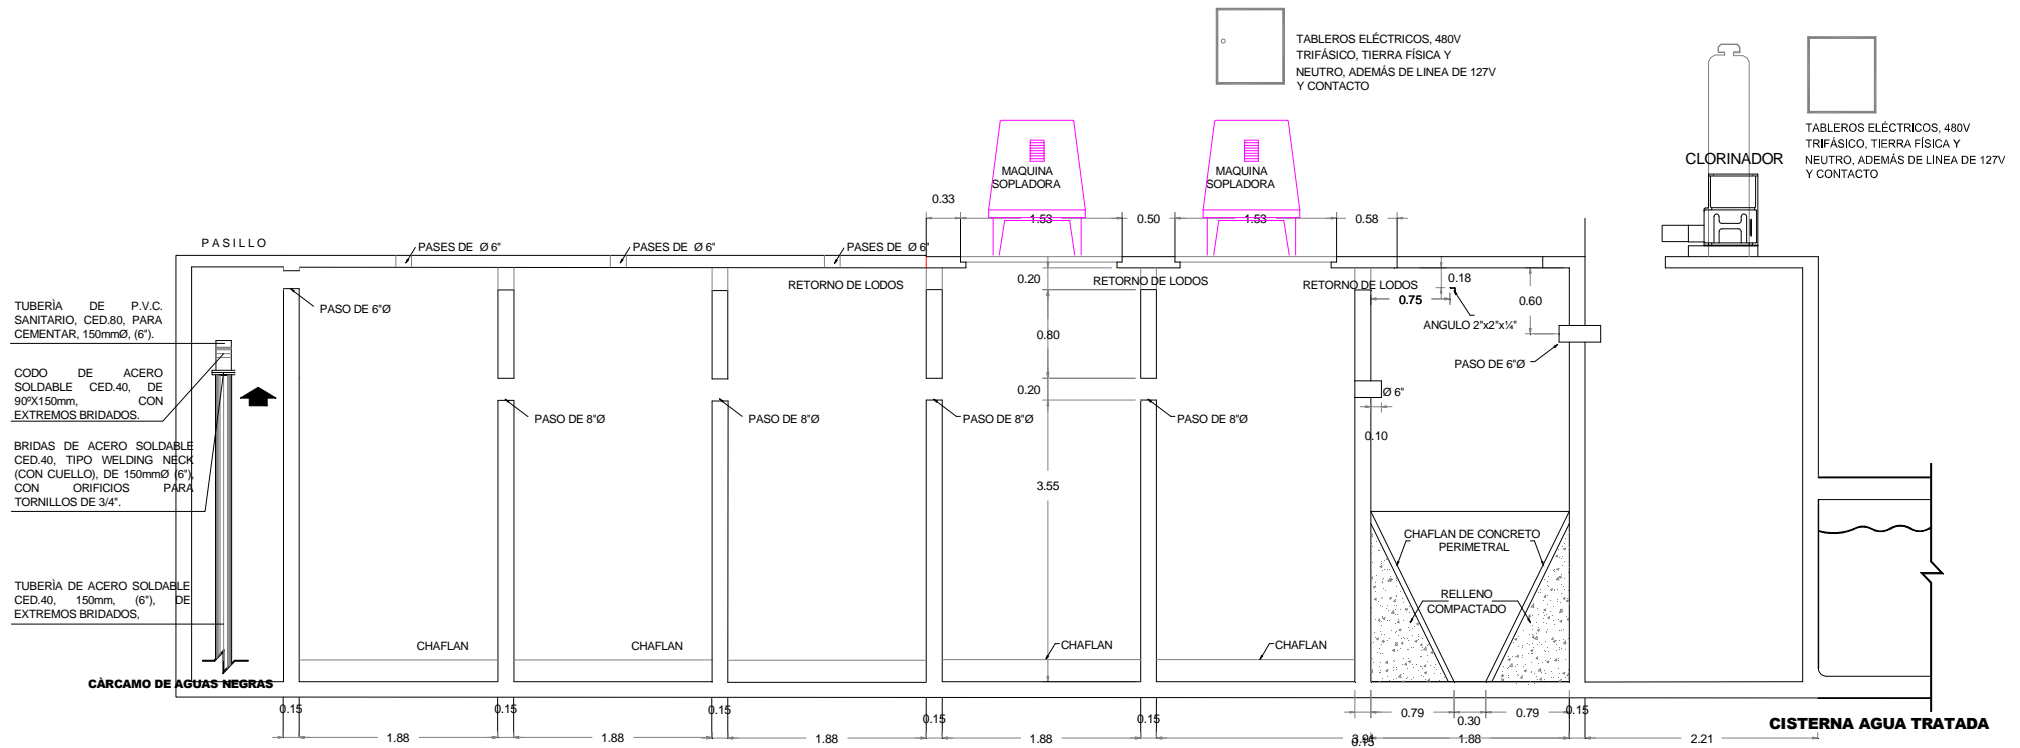 TABLEROS ELÉCTRICOS, 480V
TRIFÁSICO, TIERRA FÍSICA Y
NEUTRO, ADEMÁS DE LINEA DE 127V
Y CONTACTO
TABLEROS ELÉCTRICOS, 480V
TRIFÁSICO, TIERRA FÍSICA Y
NEUTRO, ADEMÁS DE LINEA DE 127V
Y CONTACTO
CLORINADOR
MAQUINA
SOPLADORA
MAQUINA
SOPLADORA
0.33
1.53
0.50
1.53
0.58
PASILLO
PASES DE Ø 6"
PASES DE Ø 6"
PASES DE Ø 6"
RETORNO DE LODOS
0.20
RETORNO DE LODOS
RETORNO DE LODOS
0.18
0.75
0.60
ANGULO 2"x2"x¼"
PASO DE 6"Ø
TUBERÌA DE P.V.C.
SANITARIO, CED.80, PARA
CEMENTAR, 150mmØ, (6").
0.80
PASO DE 6"Ø
CODO DE ACERO
SOLDABLE CED.40, DE
90ºX150mm, CON
EXTREMOS BRIDADOS.
0.20
Ø 6"
PASO DE 8"Ø
PASO DE 8"Ø
PASO DE 8"Ø
PASO DE 8"Ø
0.10
BRIDAS DE ACERO SOLDABLE
CED.40, TIPO WELDING NECK
(CON CUELLO), DE 150mmØ (6"),
CON ORIFICIOS PARA
TORNILLOS DE 3/4".
3.55
CHAFLAN DE CONCRETO
PERIMETRAL
RELLENO
COMPACTADO
TUBERÌA DE ACERO SOLDABLE
CED.40, 150mm, (6"), DE
EXTREMOS BRIDADOS,
CHAFLAN
CHAFLAN
CHAFLAN
CHAFLAN
CÀRCAMO DE AGUAS NEGRAS
0.15
0.15
0.15
0.15
0.15
0.79
0.30
0.79
0.15
CISTERNA AGUA TRATADA
1.88
1.88
1.88
1.88
0.15
1.88
2.21